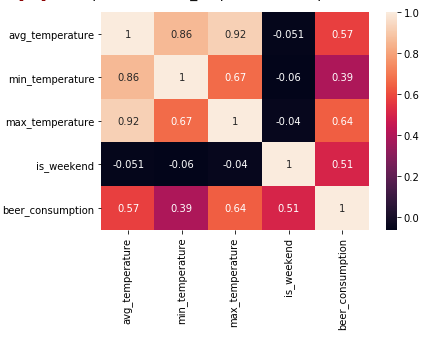 avg_temperature 1 0.86 0.92 -0.051 0.57
min_temperature 0.86 1 0.67 -0.06 0.39
max_temperature 0.92 0.67 1 -0.04 0.64
is_weekend -0.051 -0.06 -0.04 1 0.51
beer_consumption 0.57 0.39 0.64 0.51 1
avg_temperature
min_temperature
max_temperature
is_weekend
beer_consumption
1.0
0.8
0.6
0.4
0.2
0.0